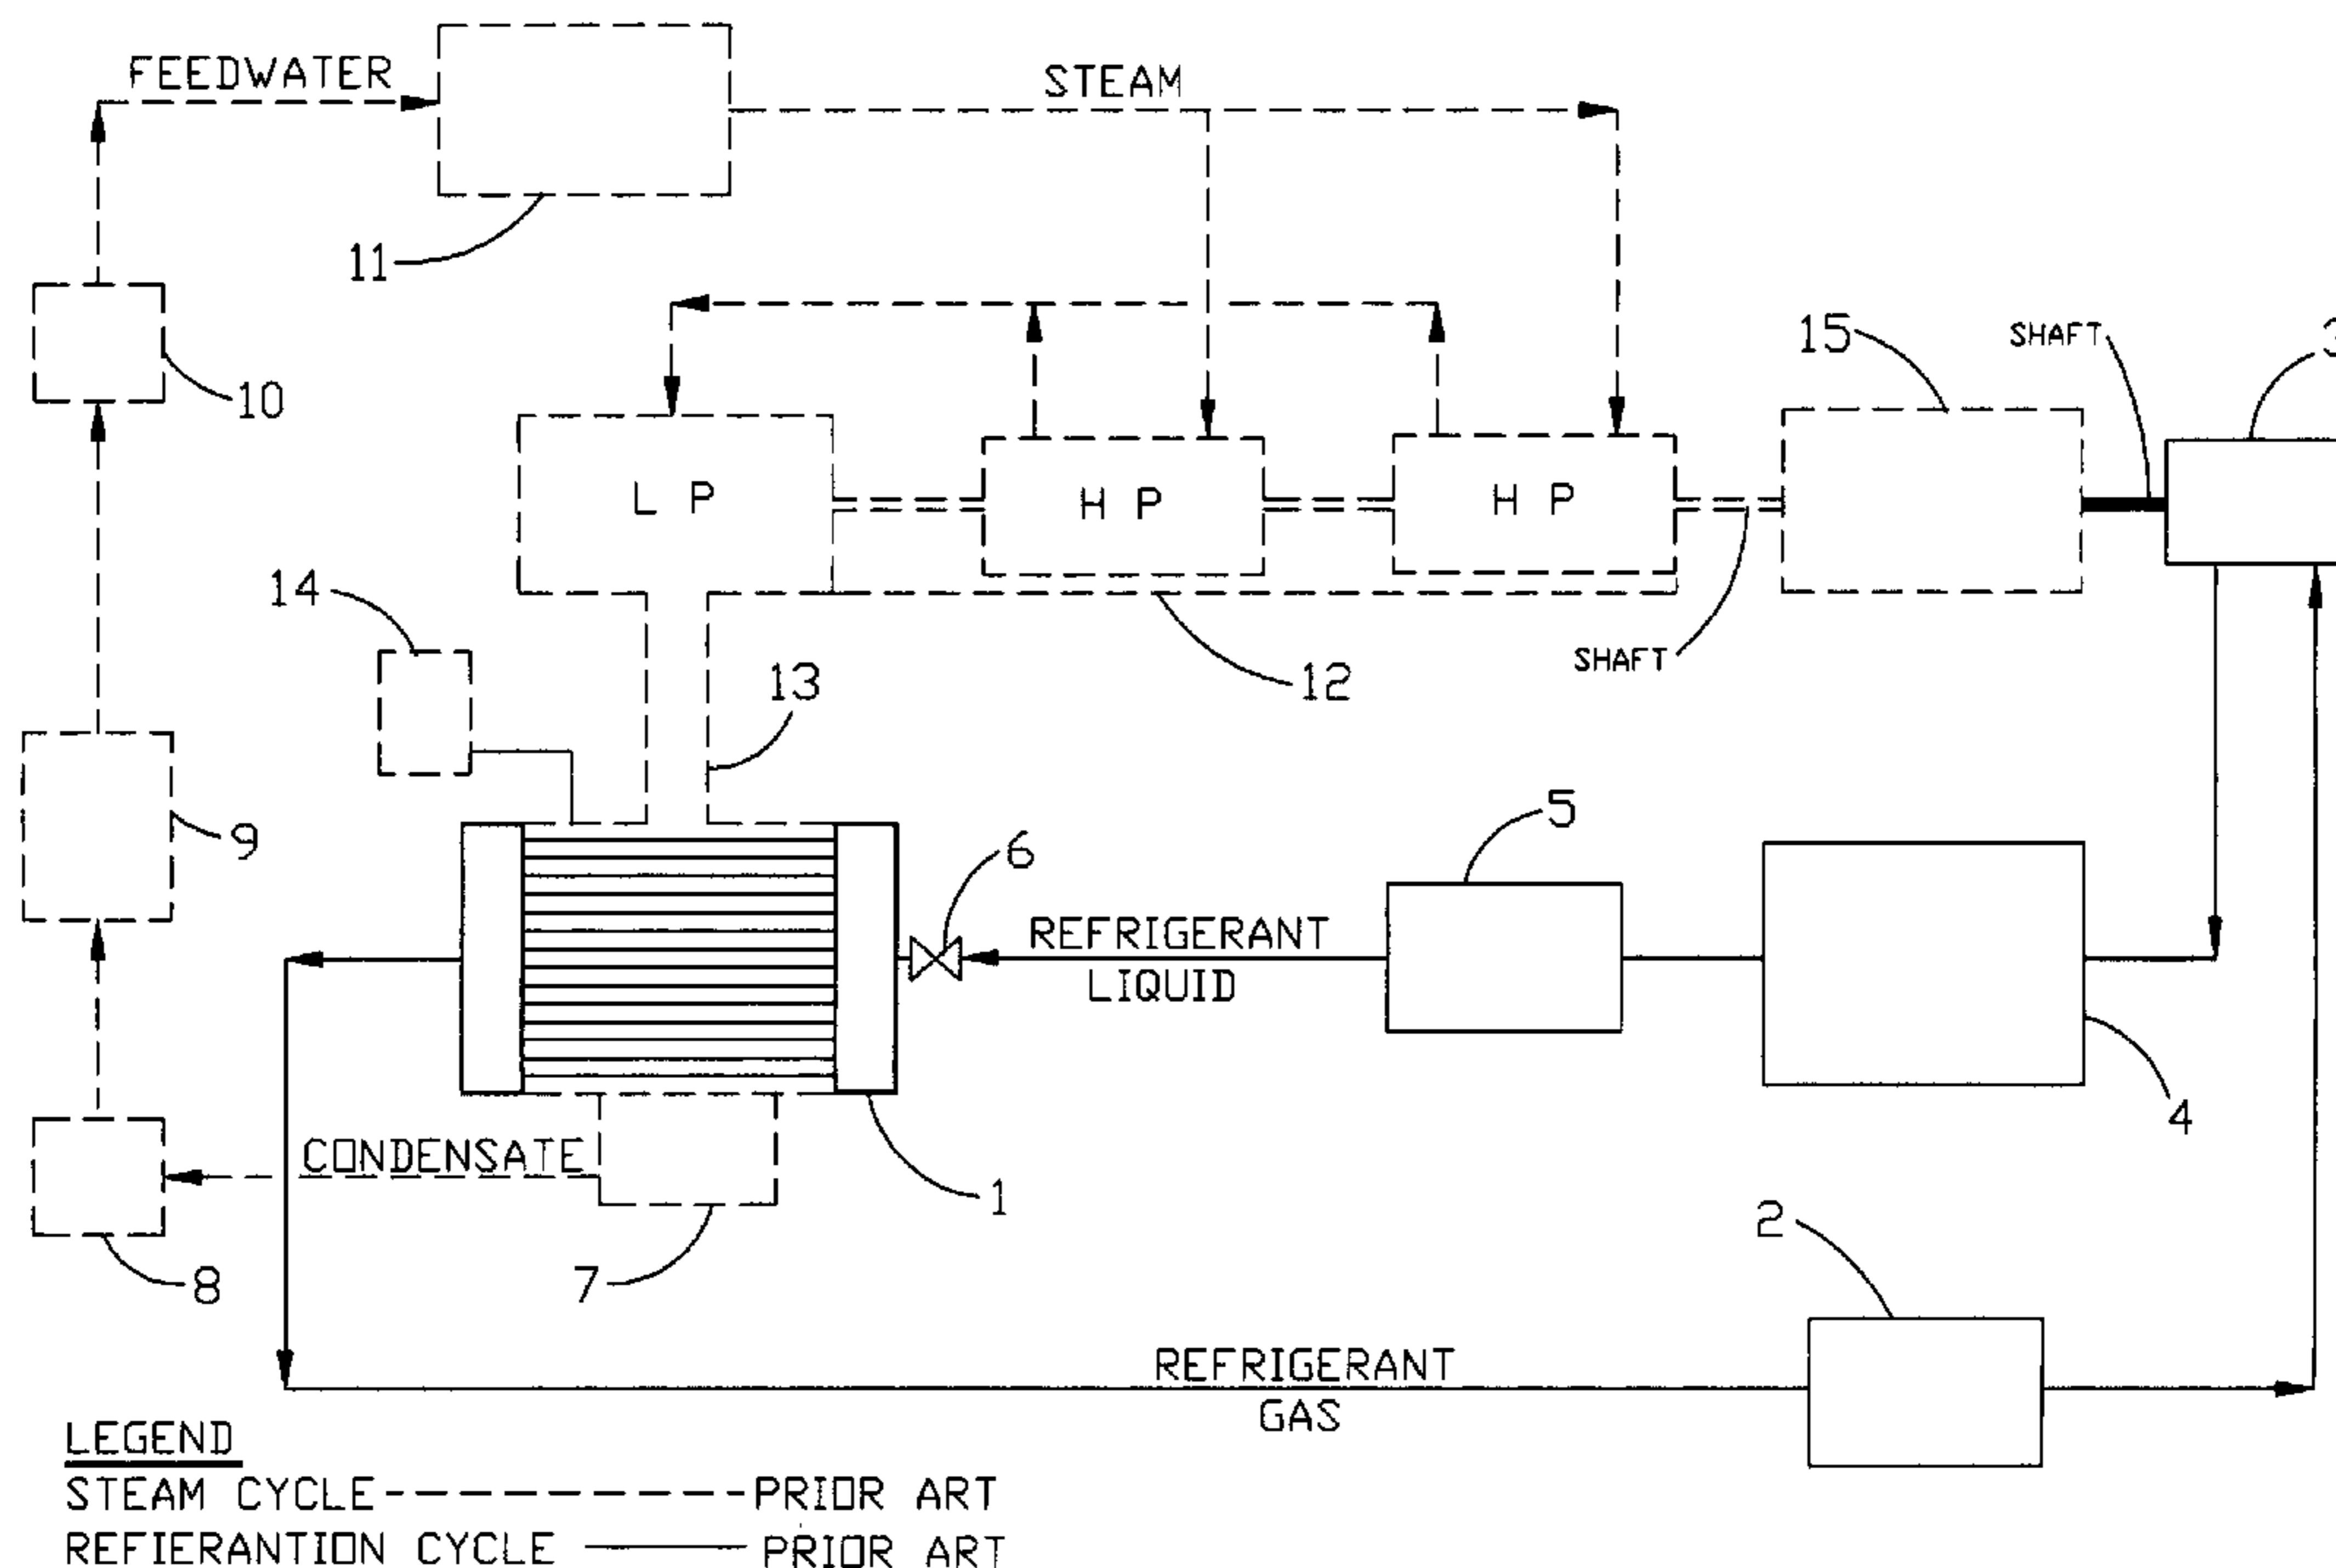 FEEDWATER
STEAM
11
10
15
SHAFT
3
L P
H P
H P
14
13
12
SHAFT
9
6
5
REFRIGERANT
LIQUID
4
CONDENSATE
1
8
7
2
REFRIGERANT
GAS
LEGEND
STEAM CYCLE PRIOR ART
REFIERANTION CYCLE PRIOR ART